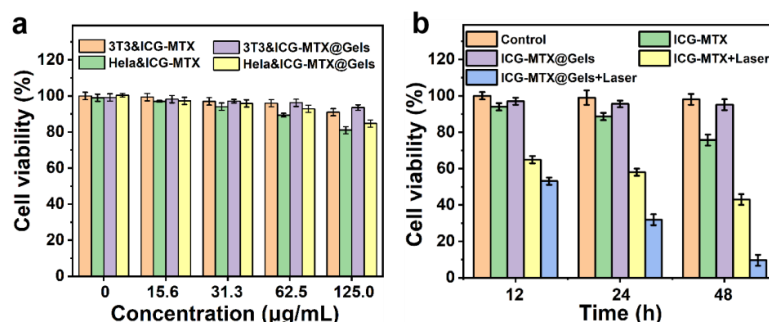 a
3T3&ICG-MTX
3T3&ICG-MTX@Gels
Hela&ICG-MTX
Hela&ICG-MTX@Gels
Cell viability (%)
120
100
80
60
40
20
0
0 15.6 31.3 62.5 125.0
Concentration (μg/mL)
b
Control
ICG-MTX
ICG-MTX@Gels
ICG-MTX+Laser
ICG-MTX@Gels+Laser
Cell viability (%)
120
100
80
60
40
20
0
12 24 48
Time (h)